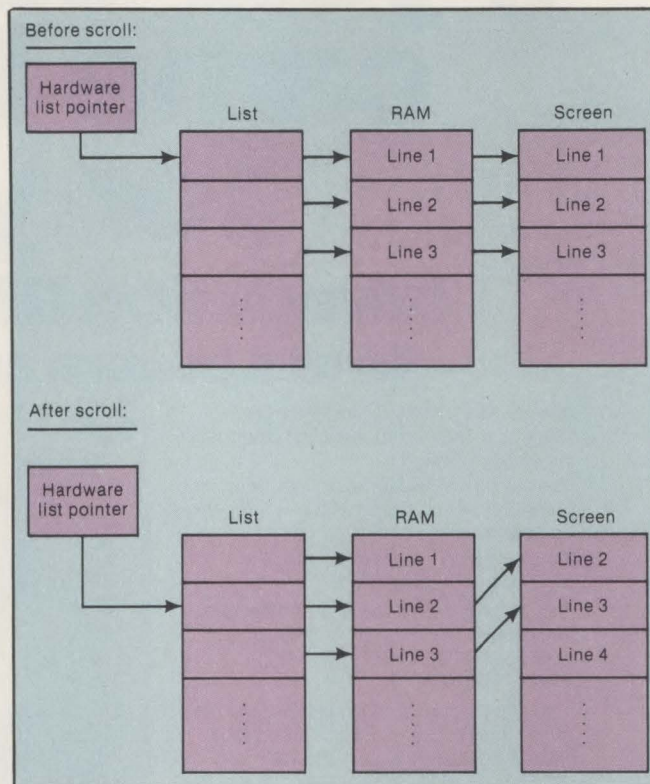 Before scroll:
Hardware
list pointer
List
RAM
Screen
Line 1
Line 1
Line 2
Line 2
Line 3
Line 3
After scroll:
Hardware
list pointer
List
RAM
Screen
Line 1
Line 2
Line 2
Line 3
Line 3
Line 4